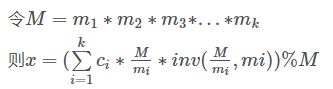 令M = m₁ * m₂ * m₃*. . . *mₖ
则x = (∑ᵢ₌₁ᵏ cᵢ * M/mᵢ * inv(M/mᵢ, mi))%M